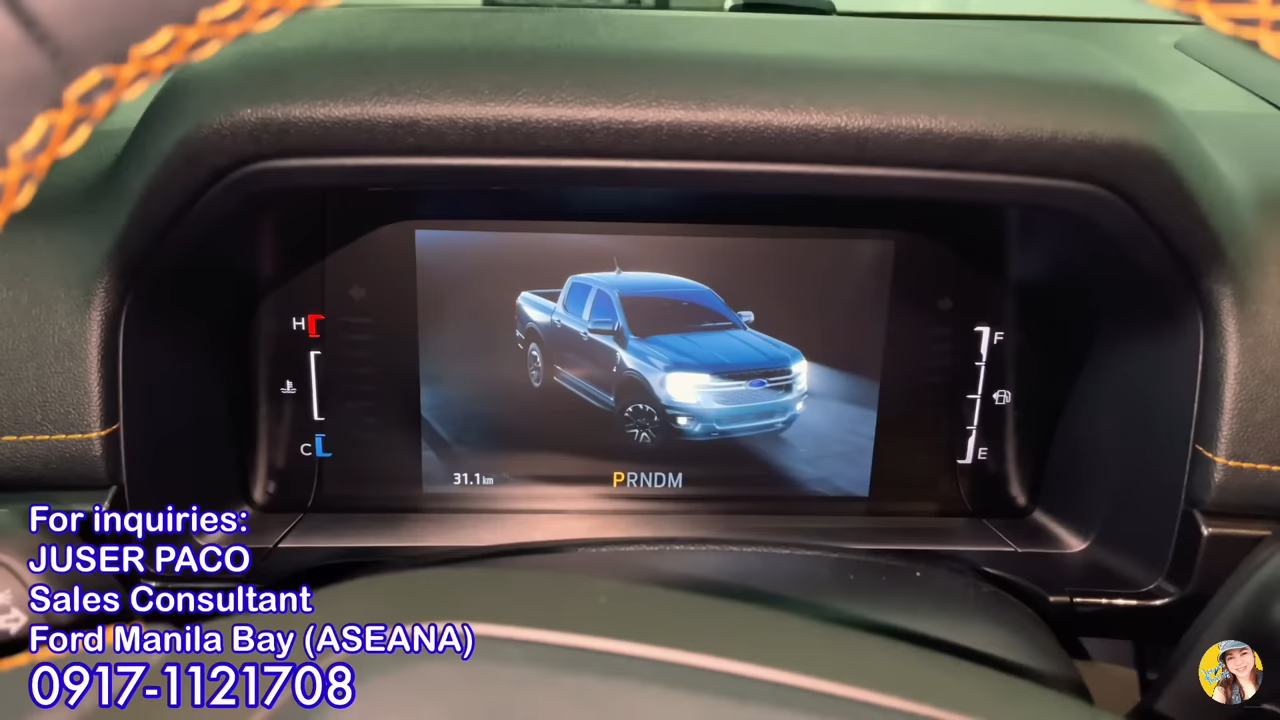 H
F
C
E
31.1km
PRNDM
For inquiries:
JUSER PACO
Sales Consultant
Ford Manila Bay (ASEANA)
0917-1121708